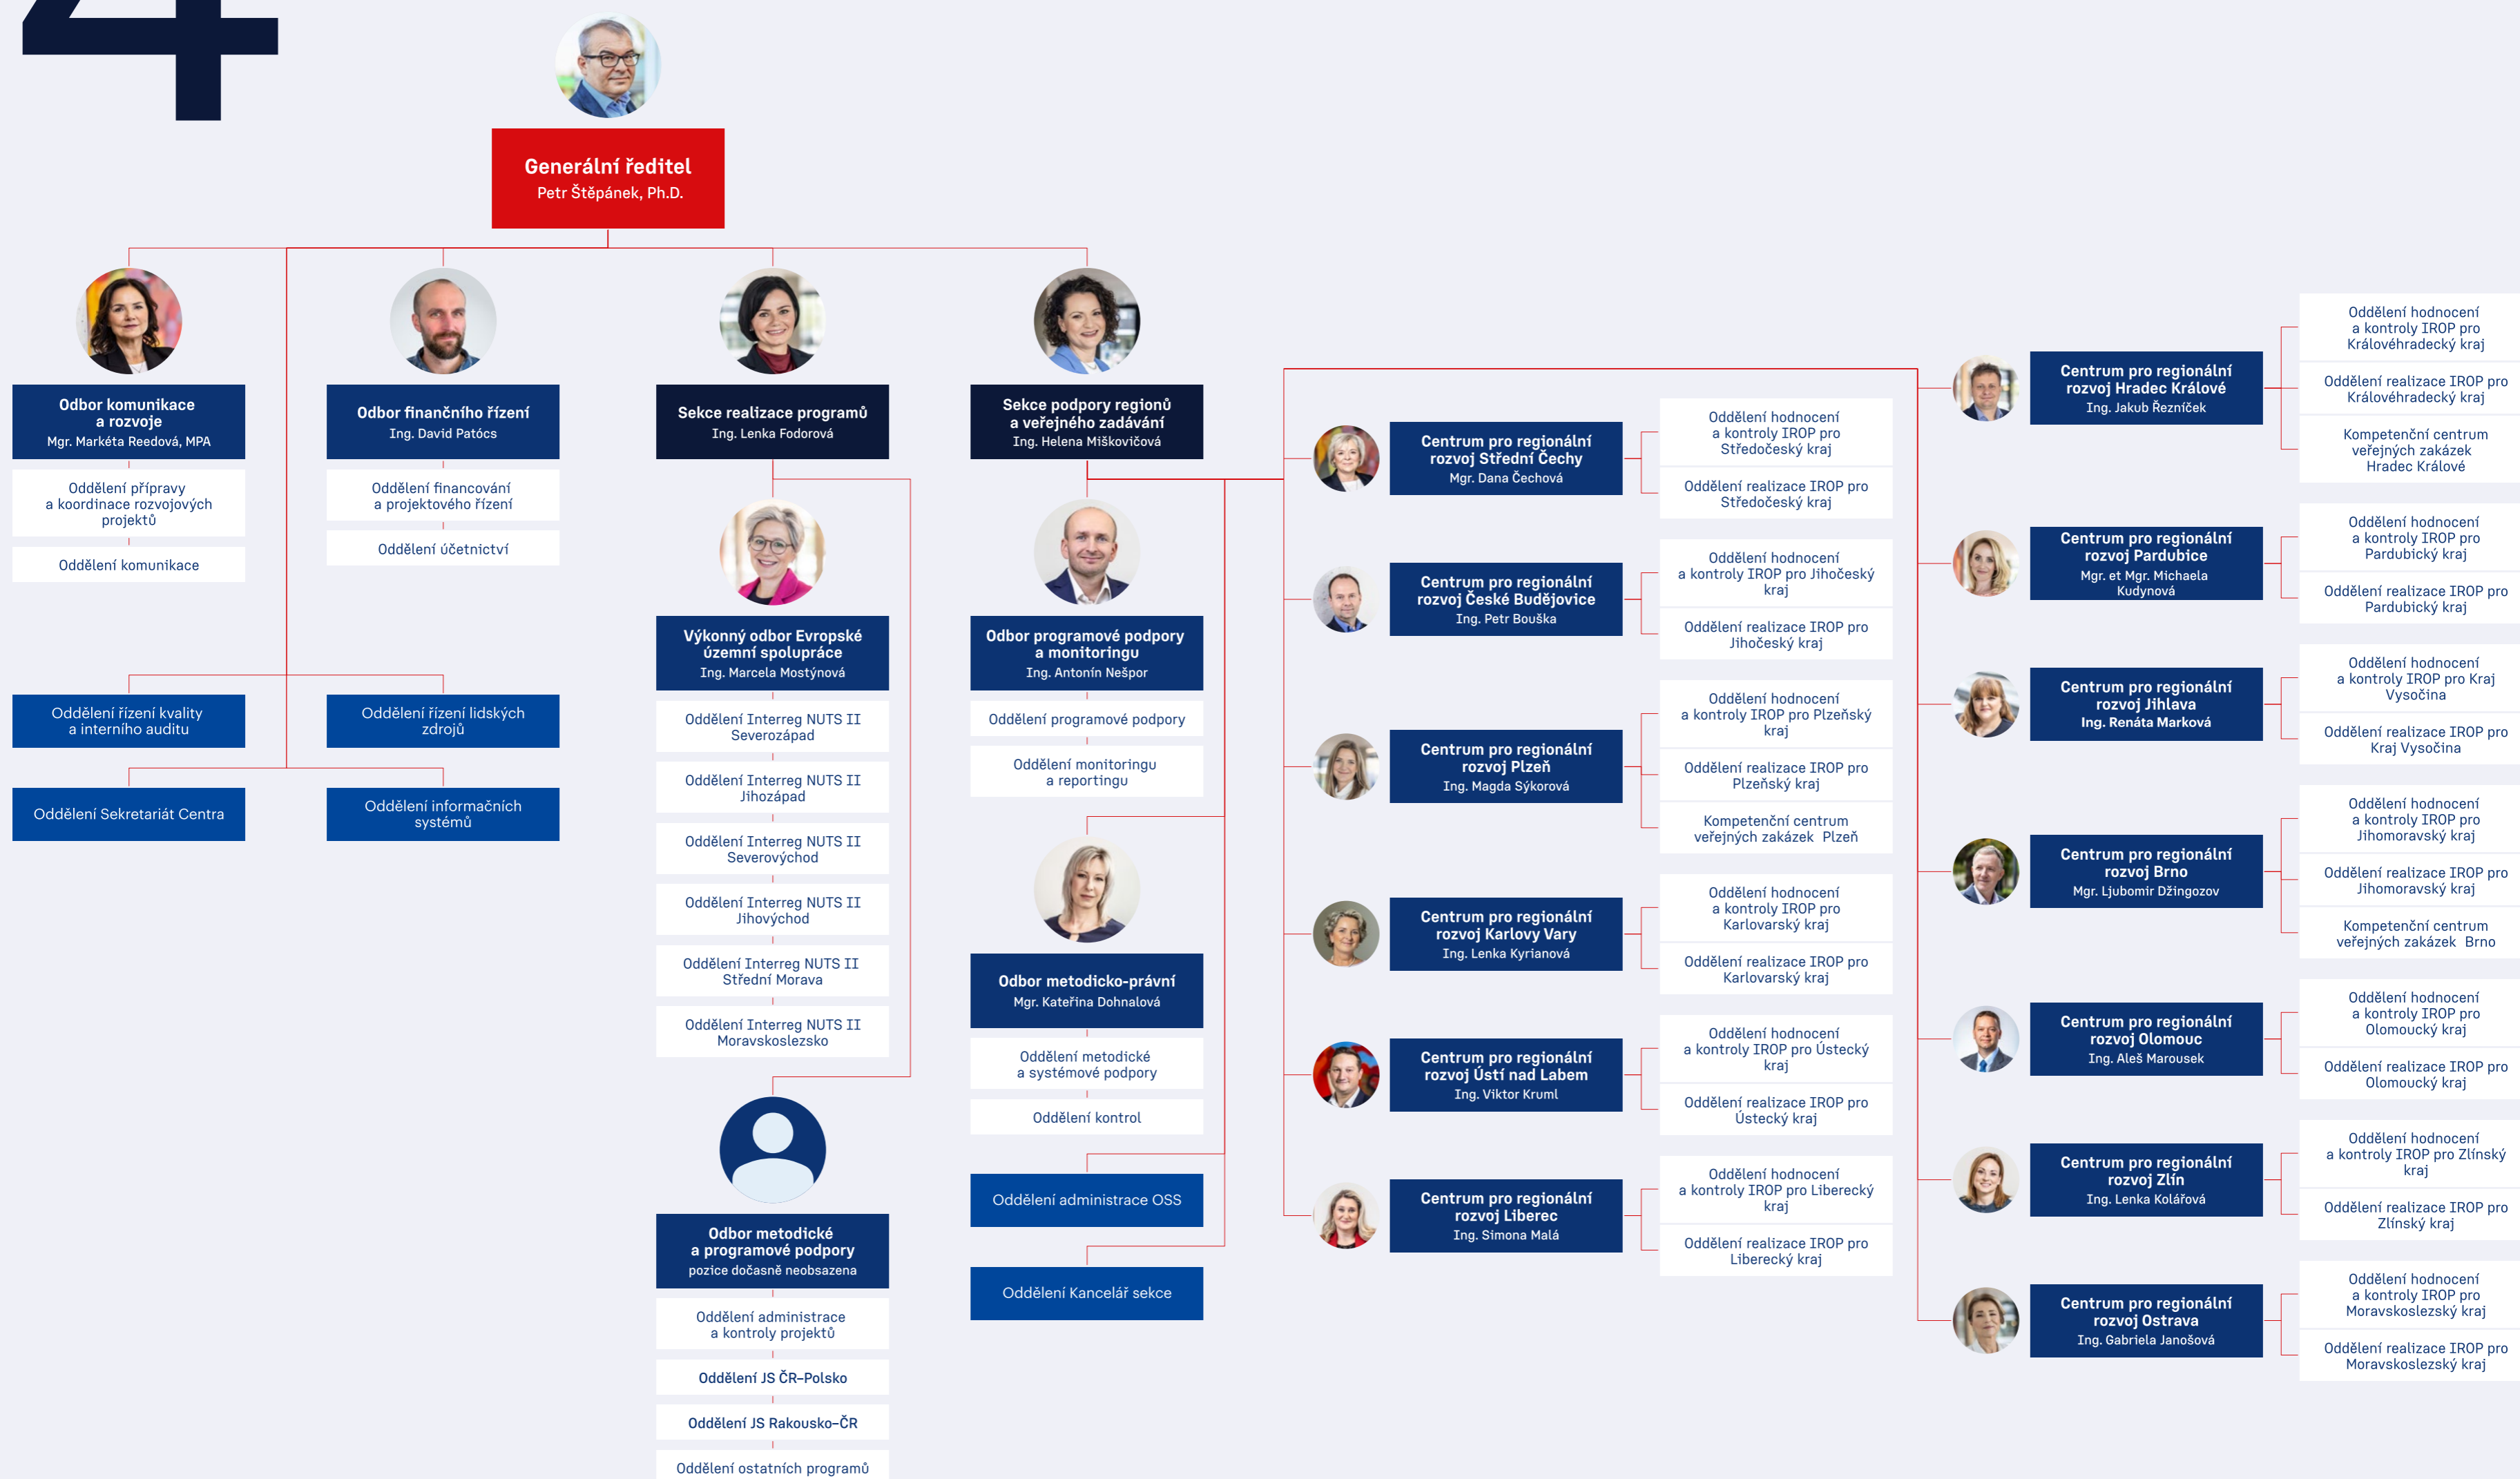 4
Generální ředitel
Petr Štěpánek, Ph.D.
Odbor komunikace
a rozvoje
Mgr. Markéta Reedová, MPA
Oddělení přípravy
a koordinace rozvojových
projektů
Oddělení komunikace
Odbor finančního řízení
Ing. David Patócs
Oddělení financování
a projektového řízení
Oddělení účetnictví
Oddělení řízení kvality
a interního auditu
Oddělení řízení lidských
zdrojů
Oddělení Sekretariát Centra
Oddělení informačních
systémů
Sekce realizace programů
Ing. Lenka Fodorová
Výkonný odbor Evropské
územní spolupráce
Ing. Marcela Mostýnová
Oddělení Interreg NUTS II
Severozápad
Oddělení Interreg NUTS II
Jihozápad
Oddělení Interreg NUTS II
Severovýchod
Oddělení Interreg NUTS II
Jihovýchod
Oddělení Interreg NUTS II
Střední Morava
Oddělení Interreg NUTS II
Moravskoslezsko
Odbor metodické
a programové podpory
pozice dočasně neobsazena
Oddělení administrace
a kontroly projektů
Oddělení JS ČR–Polsko
Oddělení JS Rakousko–ČR
Oddělení ostatních programů
Sekce podpory regionů
a veřejného zadávání
Ing. Helena Miškovičová
Odbor programové podpory
a monitoringu
Ing. Antonín Nešpor
Oddělení programové podpory
Oddělení monitoringu
a reportingu
Odbor metodicko-právní
Mgr. Kateřina Dohnalová
Oddělení metodické
a systémové podpory
Oddělení kontrol
Oddělení administrace OSS
Oddělení Kancelář sekce
Centrum pro regionální
rozvoj Střední Čechy
Mgr. Dana Čechová
Oddělení hodnocení
a kontroly IROP pro
Středočeský kraj
Oddělení realizace IROP pro
Středočeský kraj
Centrum pro regionální
rozvoj České Budějovice
Ing. Petr Bouška
Oddělení hodnocení
a kontroly IROP pro Jihočeský
kraj
Oddělení realizace IROP pro
Jihočeský kraj
Centrum pro regionální
rozvoj Plzeň
Ing. Magda Sýkorová
Oddělení hodnocení
a kontroly IROP pro Plzeňský
kraj
Oddělení realizace IROP pro
Plzeňský kraj
Kompetenční centrum
veřejných zakázek Plzeň
Centrum pro regionální
rozvoj Karlovy Vary
Ing. Lenka Kyrianová
Oddělení hodnocení
a kontroly IROP pro
Karlovarský kraj
Oddělení realizace IROP pro
Karlovarský kraj
Centrum pro regionální
rozvoj Ústí nad Labem
Ing. Viktor Kruml
Oddělení hodnocení
a kontroly IROP pro Ústecký
kraj
Oddělení realizace IROP pro
Ústecký kraj
Centrum pro regionální
rozvoj Liberec
Ing. Simona Malá
Oddělení hodnocení
a kontroly IROP pro Liberecký
kraj
Oddělení realizace IROP pro
Liberecký kraj
Centrum pro regionální
rozvoj Hradec Králové
Ing. Jakub Řezníček
Oddělení hodnocení
a kontroly IROP pro
Královéhradecký kraj
Oddělení realizace IROP pro
Královéhradecký kraj
Kompetenční centrum
veřejných zakázek
Hradec Králové
Centrum pro regionální
rozvoj Pardubice
Mgr. et Mgr. Michaela
Kudynová
Oddělení hodnocení
a kontroly IROP pro
Pardubický kraj
Oddělení realizace IROP pro
Pardubický kraj
Centrum pro regionální
rozvoj Jihlava
Ing. Renáta Marková
Oddělení hodnocení
a kontroly IROP pro Kraj
Vysočina
Oddělení realizace IROP pro
Kraj Vysočina
Centrum pro regionální
rozvoj Brno
Mgr. Ljubomir Džingozov
Oddělení hodnocení
a kontroly IROP pro
Jihomoravský kraj
Oddělení realizace IROP pro
Jihomoravský kraj
Kompetenční centrum
veřejných zakázek Brno
Centrum pro regionální
rozvoj Olomouc
Ing. Aleš Marousek
Oddělení hodnocení
a kontroly IROP pro
Olomoucký kraj
Oddělení realizace IROP pro
Olomoucký kraj
Centrum pro regionální
rozvoj Zlín
Ing. Lenka Kolářová
Oddělení hodnocení
a kontroly IROP pro Zlínský
kraj
Oddělení realizace IROP pro
Zlínský kraj
Centrum pro regionální
rozvoj Ostrava
Ing. Gabriela Janošová
Oddělení hodnocení
a kontroly IROP pro
Moravskoslezský kraj
Oddělení realizace IROP pro
Moravskoslezský kraj